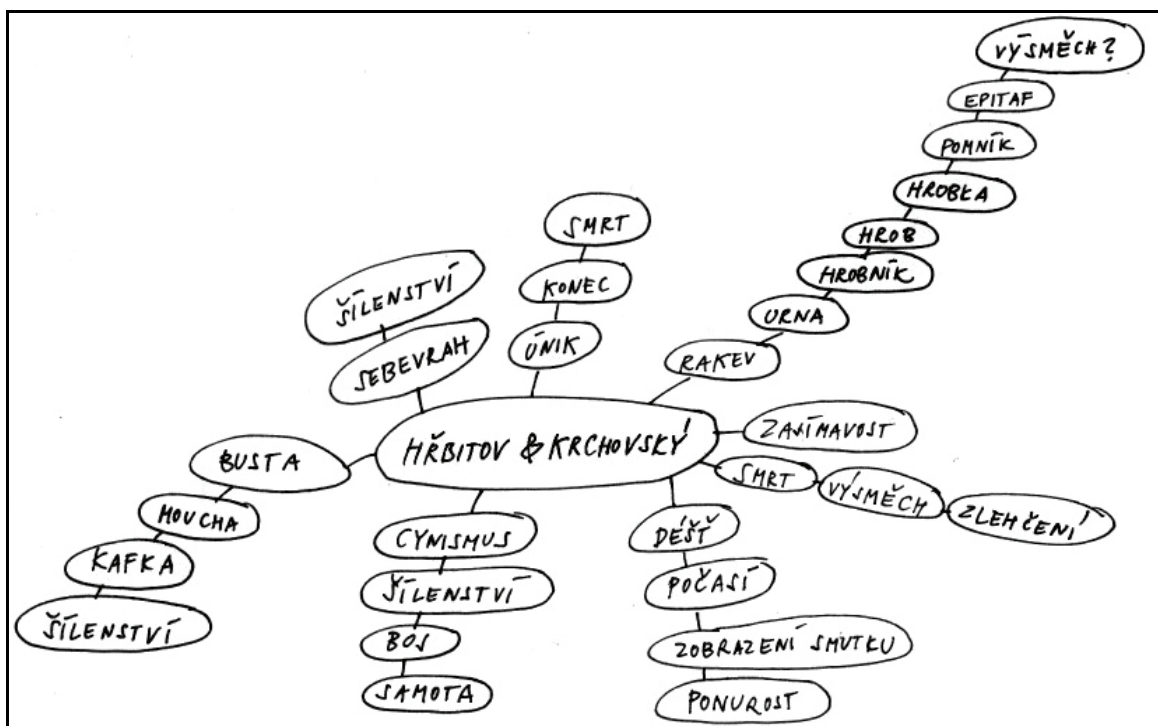 VÝSMĚCH?
EPITAF
POMNÍK
HROBKA
HROB
HROBNÍK
URNA
RAKEV
SMRT
KONEC
ÚNIK
ŠÍLENSTVÍ
SEBEVRAH
HŘBITOV & KRCHOVSKÝ
ZAJÍMAVOST
SMRT
VÝSMĚCH
ZLEHČENÍ
BUSTA
MOUCHA
KAFKA
ŠÍLENSTVÍ
CYNISMUS
ŠÍLENSTVÍ
BOS
SAMOTA
DÉŠŤ
POČASÍ
ZOBRAZENÍ SMUTKU
PONUROST